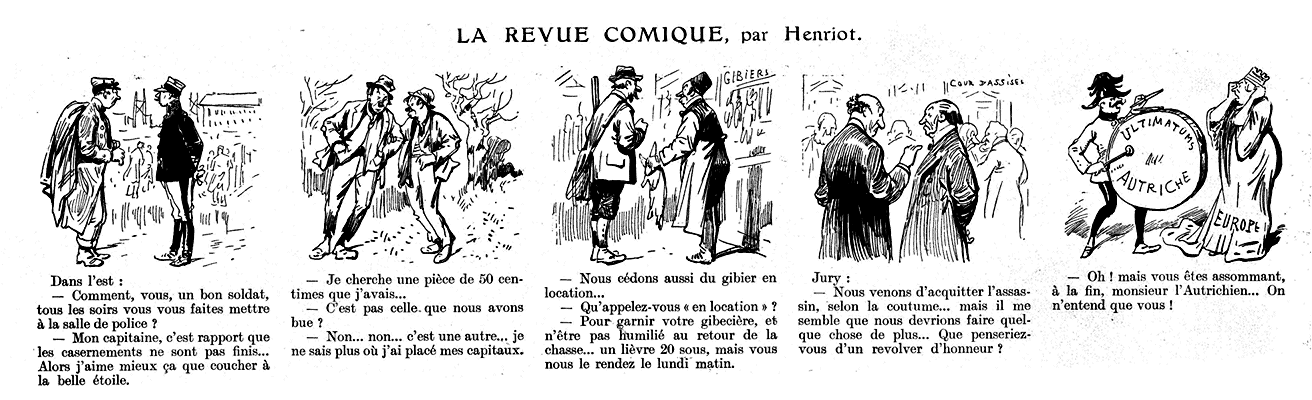 LA REVUE COMIQUE, par Henriot.
GIBIERS
COUR D'ASSISES
ULTIMATUMS
AUTRICHE
EUROPE
Dans l'est :
— Comment, vous, un bon soldat,
tous les soirs vous vous faites mettre
à la salle de police ?
— Mon capitaine, c'est rapport que
les casernements ne sont pas finis...
Alors j'aime mieux ça que coucher à
la belle étoile.
— Je cherche une pièce de 50 cen-
times que j'avais...
— C'est pas celle que nous avons
bue ?
— Non... non... c'est une autre... je
ne sais plus où j'ai placé mes capitaux.
— Nous cédons aussi du gibier en
location...
— Qu'appelez-vous « en location » ?
— Pour garnir votre gibecière, et
n'être pas humilié au retour de la
chasse... un lièvre 20 sous, mais vous
nous le rendez le lundi matin.
Jury :
— Nous venons d'acquitter l'assas-
sin, selon la coutume... mais il me
semble que nous devrions faire quel-
que chose de plus... Que penseriez-
vous d'un revolver d'honneur ?
— Oh ! mais vous êtes assommant,
à la fin, monsieur l'Autrichien... On
n'entend que vous !